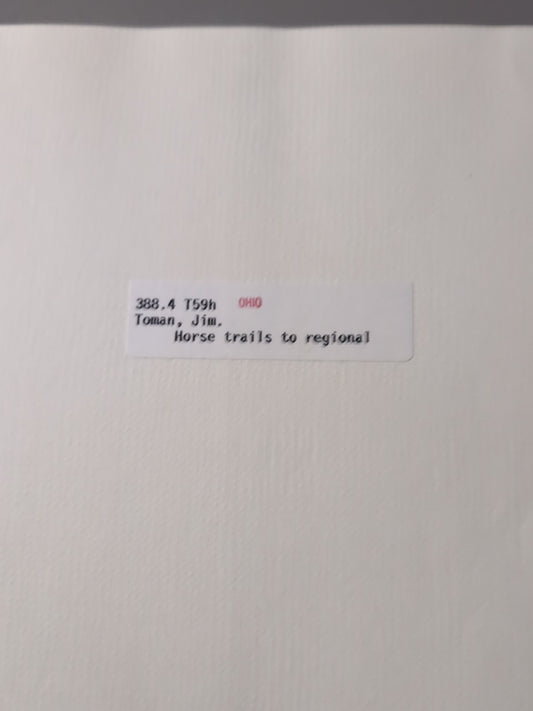 388.4 T59h OHIO
Toman, Jim.
Horse trails to regional